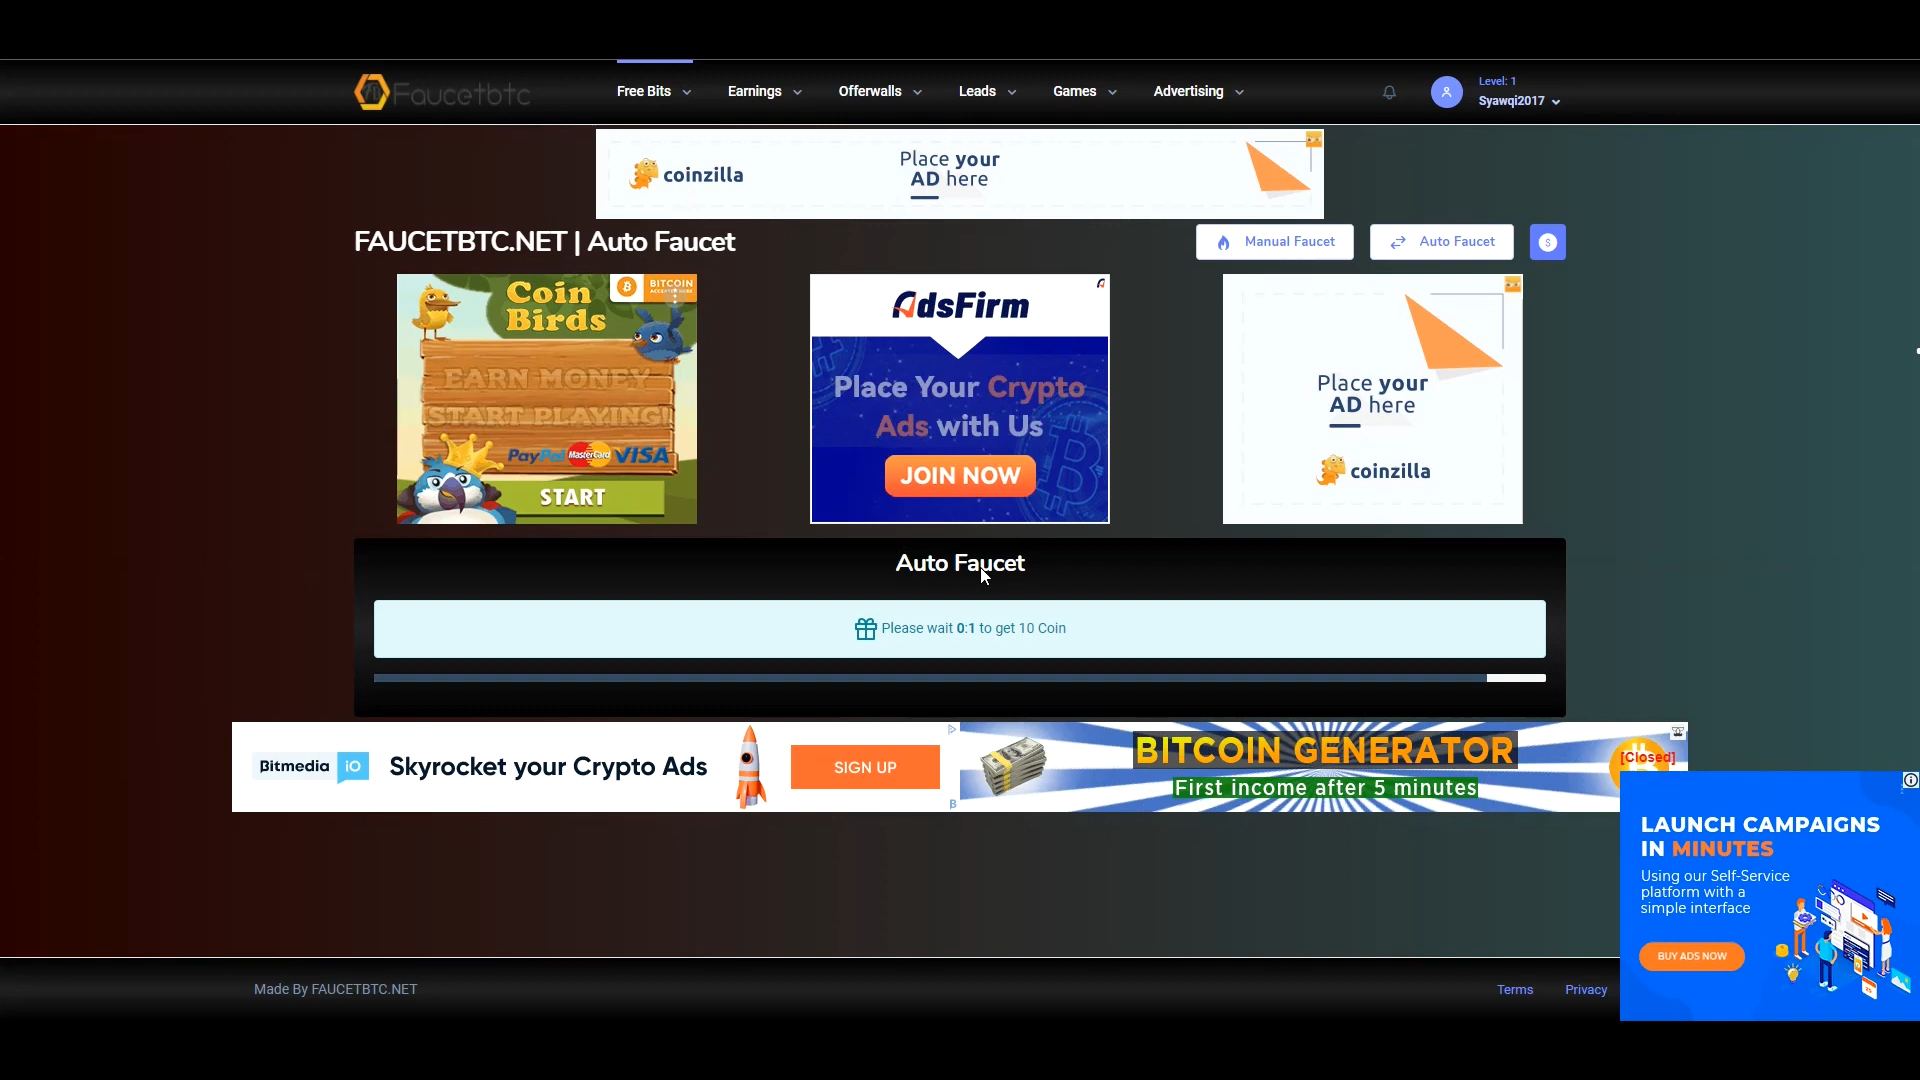 Faucetbtc
Free Bits
Earnings
Offerwalls
Leads
Games
Advertising
Level: 1
Syawqi2017
coinzilla
Place your
AD here
FAUCETBTC.NET | Auto Faucet
Manual Faucet
Auto Faucet
Coin
Birds
BITCOIN
EARN MONEY
START PLAYING!
PayPal MasterCard VISA
START
AdsFirm
Place Your Crypto
Ads with Us
JOIN NOW
Place your
AD here
coinzilla
Auto Faucet
Please wait 0:1 to get 10 Coin
Bitmedia iO
Skyrocket your Crypto Ads
SIGN UP
BITCOIN GENERATOR
First income after 5 minutes
[Closed]
LAUNCH CAMPAIGNS
IN MINUTES
Using our Self-Service
platform with a
simple interface
BUY ADS NOW
Made By FAUCETBTC.NET
Terms
Privacy